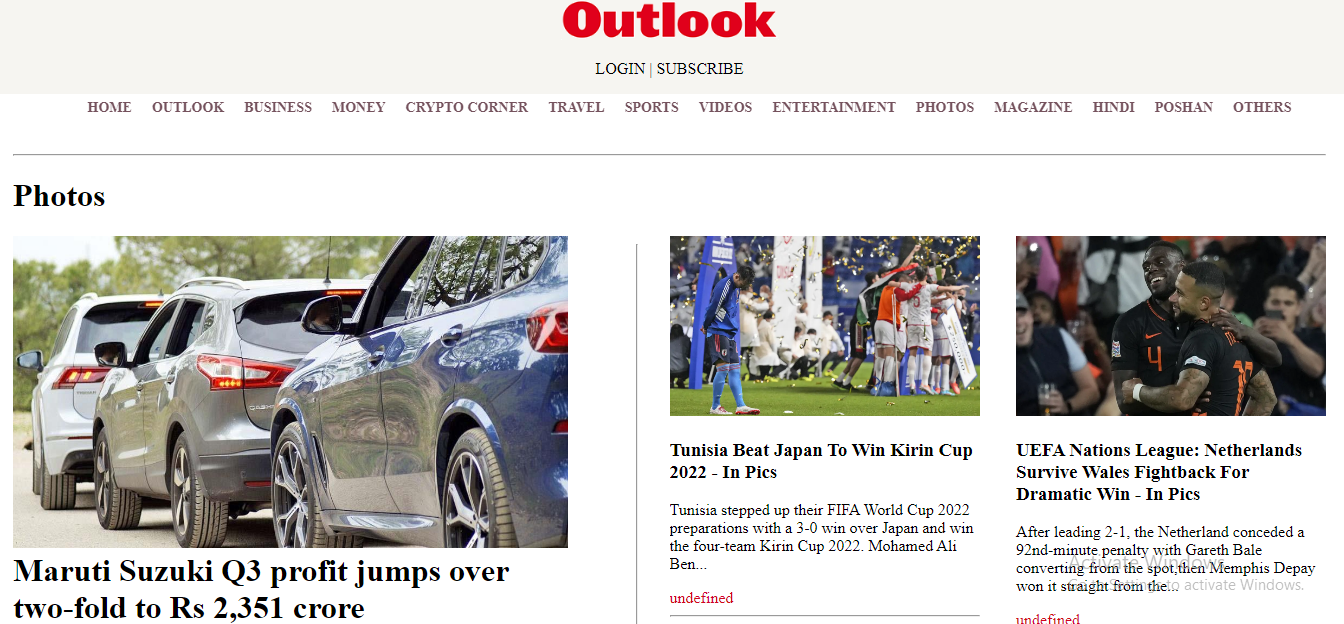 Outlook
LOGIN | SUBSCRIBE
HOME OUTLOOK BUSINESS MONEY CRYPTO CORNER TRAVEL SPORTS VIDEOS ENTERTAINMENT PHOTOS MAGAZINE HINDI POSHAN OTHERS
Photos
Maruti Suzuki Q3 profit jumps over
two-fold to Rs 2,351 crore
Tunisia Beat Japan To Win Kirin Cup
2022 - In Pics
Tunisia stepped up their FIFA World Cup 2022
preparations with a 3-0 win over Japan and win
the four-team Kirin Cup 2022. Mohamed Ali
Ben...
undefined
UEFA Nations League: Netherlands
Survive Wales Fightback For
Dramatic Win - In Pics
After leading 2-1, the Netherland conceded a
92nd-minute penalty with Gareth Bale
converting from the spot,then Memphis Depay
won it straight from the...
undefined
Activate Windows
Go to Settings to activate Windows.
4